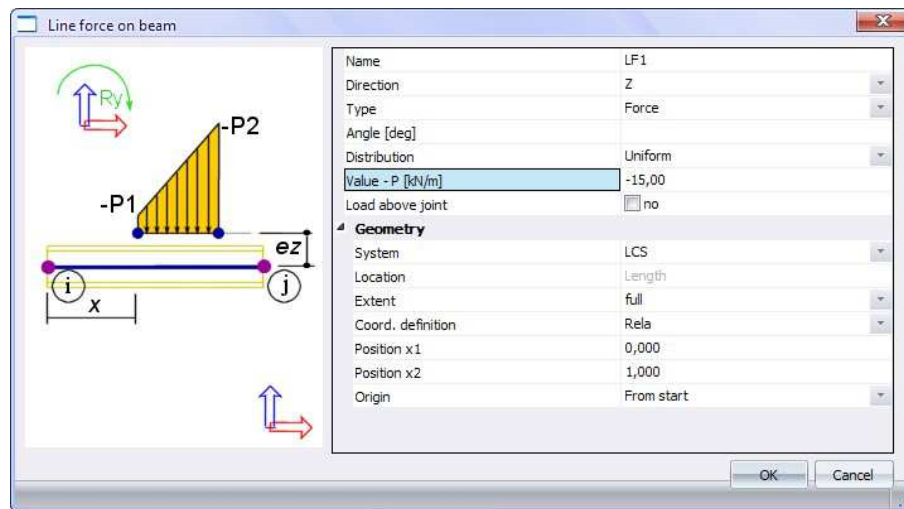 Line force on beam
Ry
-P2
-P1
ez
i
j
x
Name LF1
Direction Z
Type Force
Angle [deg]
Distribution Uniform
Value - P [kN/m] -15,00
Load above joint no
Geometry
System LCS
Location Length
Extent full
Coord. definition Rela
Position x1 0,000
Position x2 1,000
Origin From start
OK Cancel